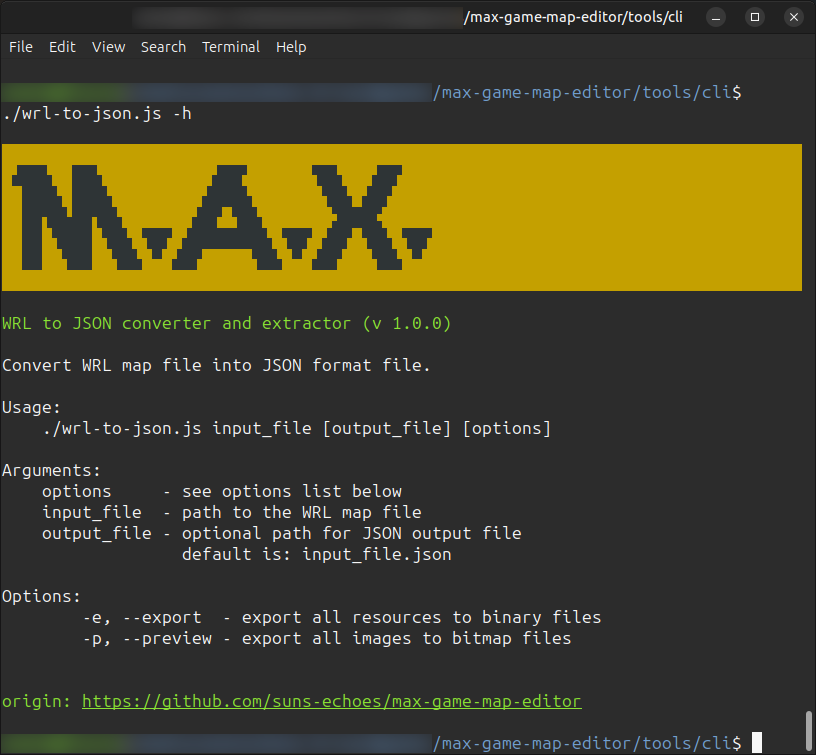 /max-game-map-editor/tools/cli
File Edit View Search Terminal Help
/max-game-map-editor/tools/cli$
./wrl-to-json.js -h
M.A.X.
WRL to JSON converter and extractor (v 1.0.0)
Convert WRL map file into JSON format file.
Usage:
./wrl-to-json.js input_file [output_file] [options]
Arguments:
options - see options list below
input_file - path to the WRL map file
output_file - optional path for JSON output file
default is: input_file.json
Options:
-e, --export - export all resources to binary files
-p, --preview - export all images to bitmap files
origin: https://github.com/suns-echoes/max-game-map-editor
/max-game-map-editor/tools/cli$